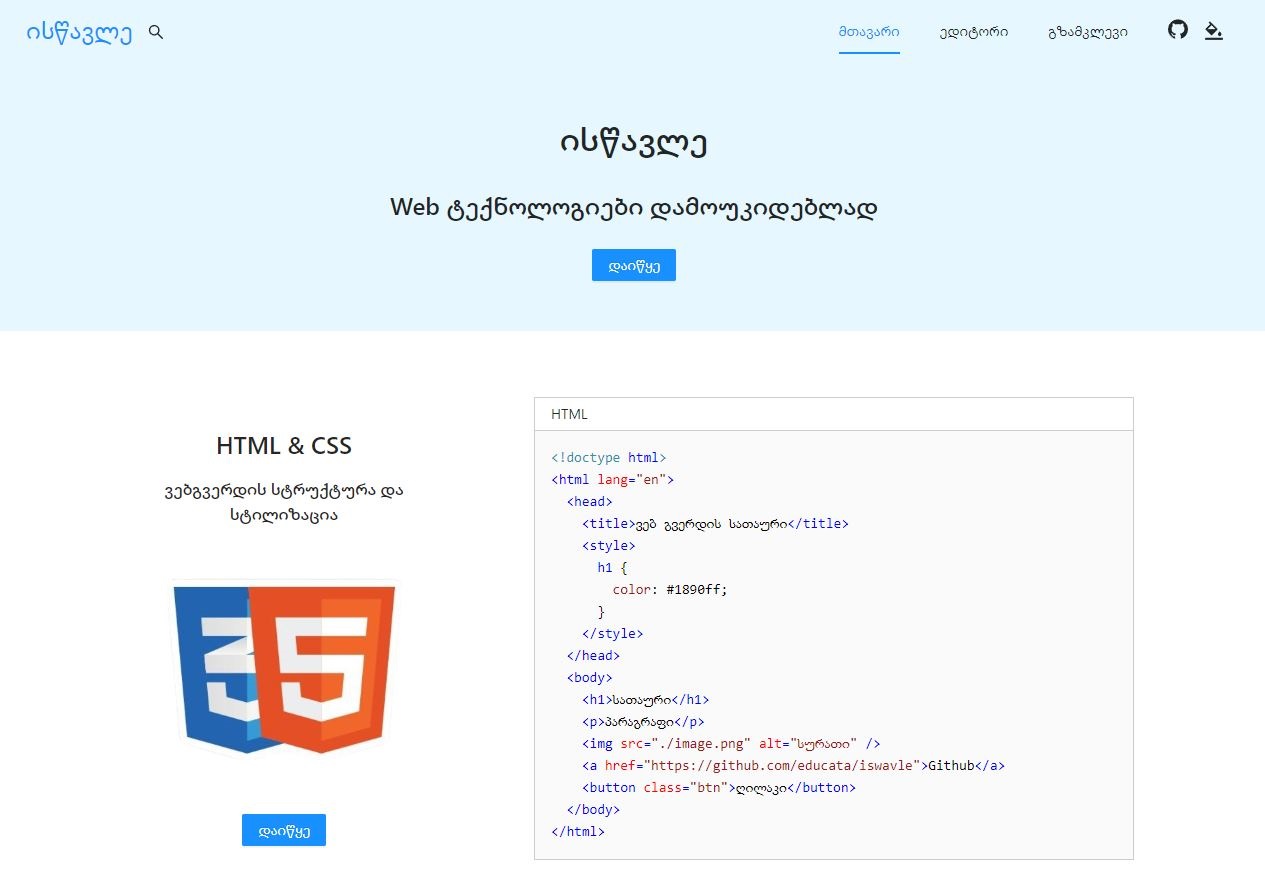 ისწავლე
მთავარი
ედიტორი
გზამკლევი
ისწავლე
Web ტექნოლოგიები დამოუკიდებლად
დაიწყე
HTML & CSS
ვებგვერდის სტრუქტურა და
სტილიზაცია
3 5
დაიწყე
HTML
<!doctype html>
<html lang="en">
  <head>
    <title>ვებ გვერდის სათაური</title>
    <style>
      h1 {
        color: #1890ff;
      }
    </style>
  </head>
  <body>
    <h1>სათაური</h1>
    <p>პარაგრაფი</p>
    <img src="./image.png" alt="სურათი" />
    <a href="https://github.com/educata/iswavle">Github</a>
    <button class="btn">ღილაკი</button>
  </body>
</html>